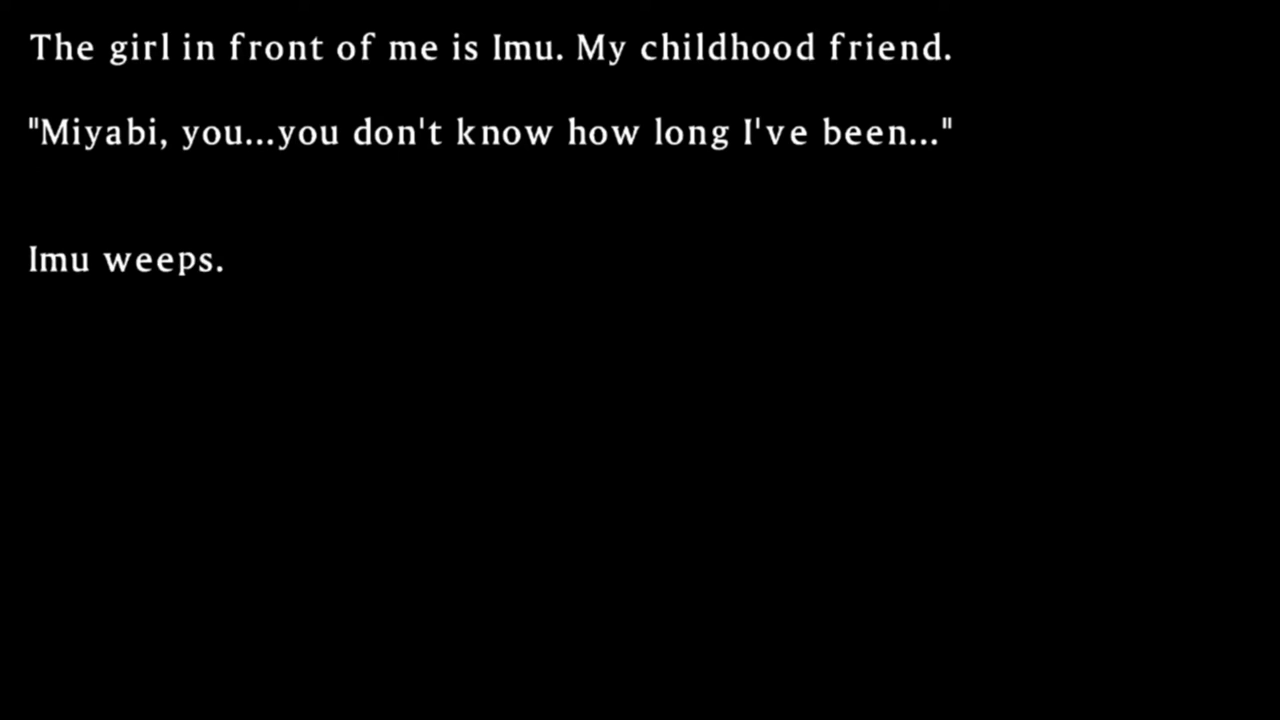 The girl in front of me is Imu. My childhood friend.
"Miyabi, you...you don't know how long I've been..."
Imu weeps.